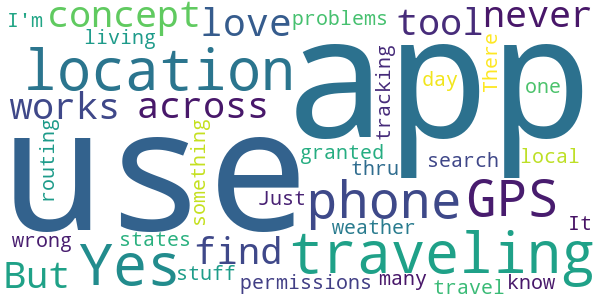 I'm concept love problems tool never
living
location app
tracking day There one
works across
use
routing something granted thru search local
Just phone GPS It
wrong states weather
But Yes find traveling
stuff permissions many travel know